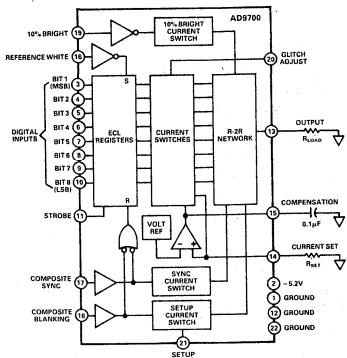 AD9700
10% BRIGHT
19
10% BRIGHT
CURRENT
SWITCH
REFERENCE WHITE
16
20
GLITCH
ADJUST
BIT 1
(MSB)
3
BIT 2
4
BIT 3
5
BIT 4
6
BIT 5
7
BIT 6
8
BIT 7
9
BIT 8
(LSB)
10
DIGITAL
INPUTS
S
ECL
REGISTERS
R
CURRENT
SWITCHES
R-2R
NETWORK
13
OUTPUT
RLOAD
STROBE
11
VOLT
REF
15
COMPENSATION
0.1μF
14
CURRENT SET
RSET
COMPOSITE
SYNC
17
SYNC
CURRENT
SWITCH
2
-5.2V
COMPOSITE
BLANKING
18
SETUP
CURRENT
SWITCH
1
GROUND
12
GROUND
22
GROUND
21
SETUP